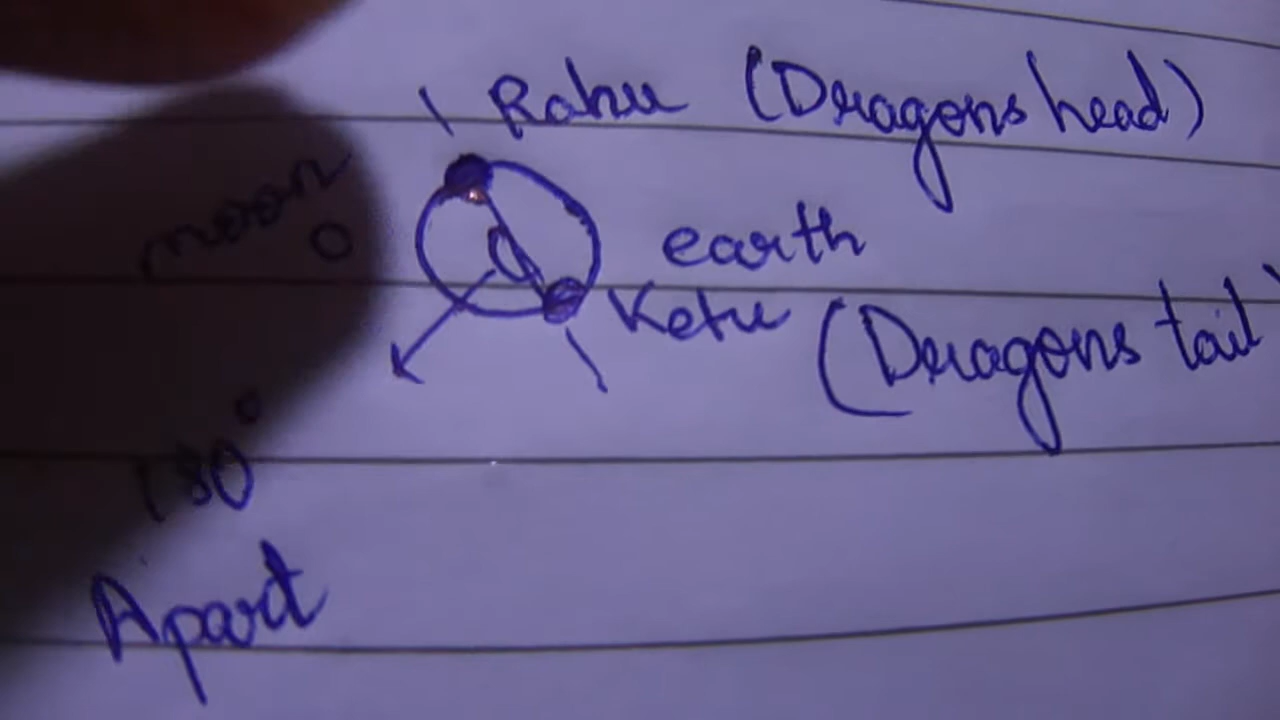 Rahu (Dragons head)
moon
earth
Ketu (Dragons tail)
180°
Apart